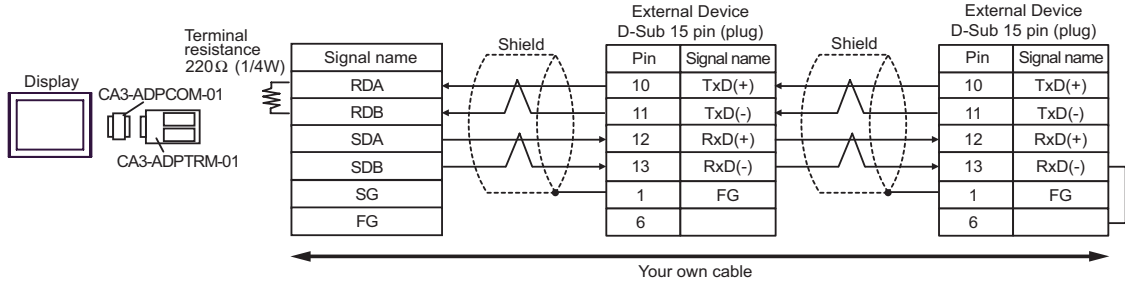 Display
CA3-ADPCOM-01
CA3-ADPTRM-01
Terminal
resistance
220Ω (1/4W)
Signal name
RDA
RDB
SDA
SDB
SG
FG
Shield
External Device
D-Sub 15 pin (plug)
Pin Signal name
10 TxD(+)
11 TxD(-)
12 RxD(+)
13 RxD(-)
1 FG
6
Shield
External Device
D-Sub 15 pin (plug)
Pin Signal name
10 TxD(+)
11 TxD(-)
12 RxD(+)
13 RxD(-)
1 FG
6
Your own cable